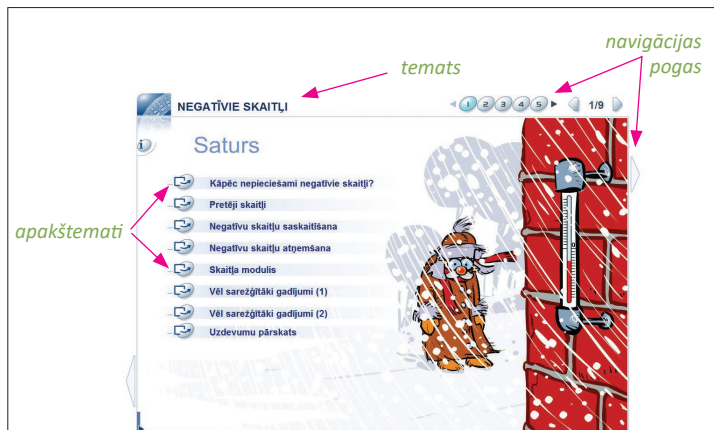 navigācijas
pogas
temats
NEGATĪVIE SKAITĻI
1 2 3 4 5
1/9
i
Saturs
Kāpēc nepieciešami negatīvie skaitļi?
Pretēji skaitļi
Negatīvu skaitļu saskaitīšana
apakštemati
Negatīvu skaitļu atņemšana
Skaitļa modulis
Vēl sarežģītāki gadījumi (1)
Vēl sarežģītāki gadījumi (2)
Uzdevumu pārskats